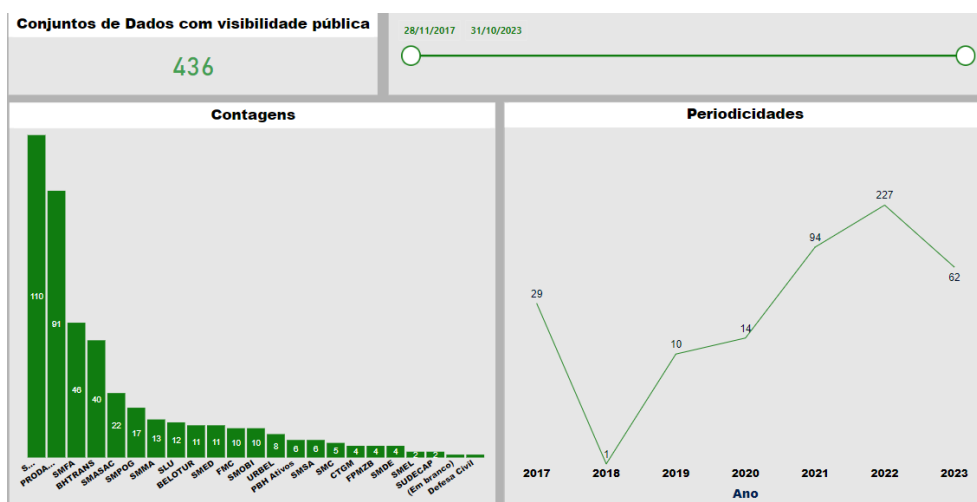 Conjuntos de Dados com visibilidade pública
436
28/11/2017 31/10/2023
Contagens
110
91
46
40
22
17
13
12
11
11
10
10
8
6
6
5
4
4
4
2
2
S...
PRODA...
SMFA
BHTRANS
SMASAC
SMPOG
SMMA
SLU
BELOTUR
SMED
FMC
SMOBI
URBEL
PBH Ativos
SMSA
SMC
CTGM
FPMZB
SMDE
SMEL
SUDECAP
(Em branco)
Defesa Civil
Periodicidades
29
1
10
14
94
227
62
2017 2018 2019 2020 2021 2022 2023
Ano